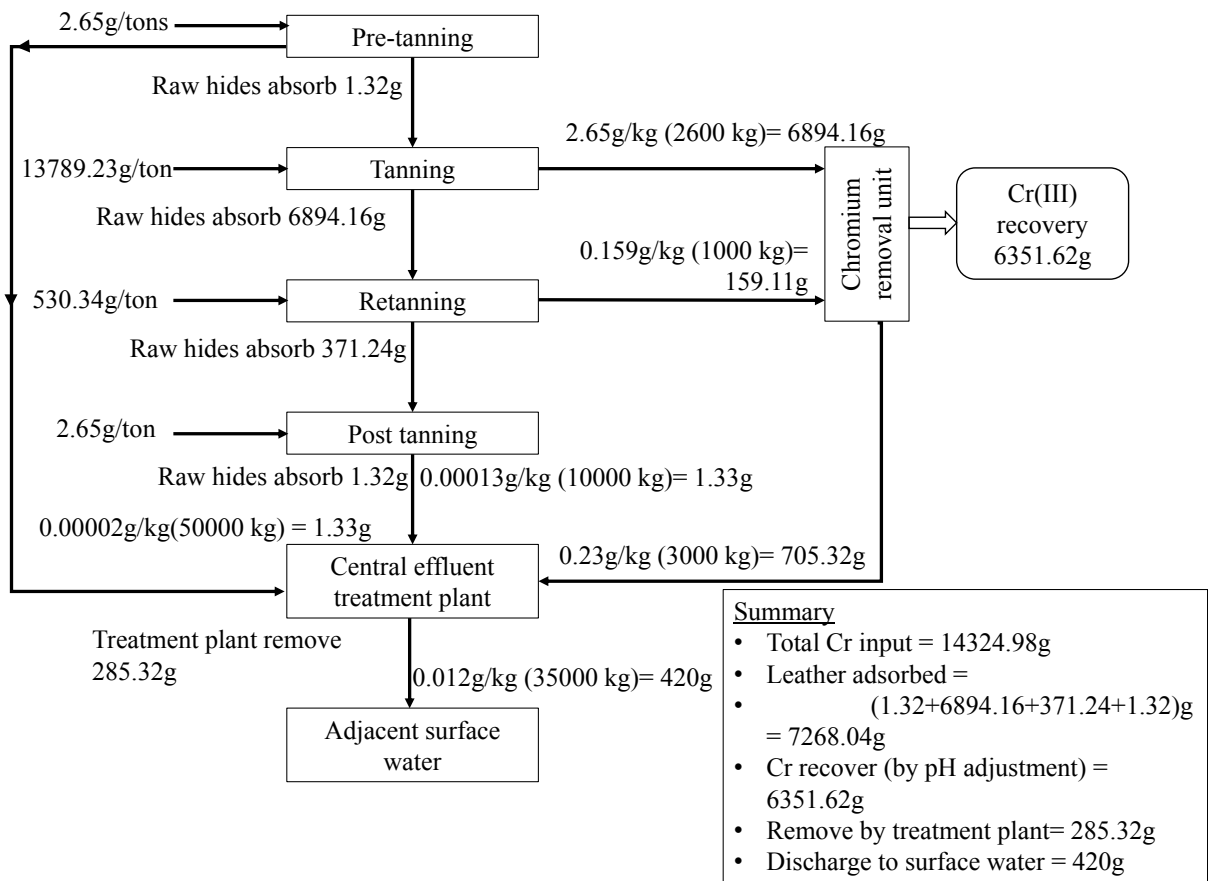 2.65g/tons
Pre-tanning
Raw hides absorb 1.32g
2.65g/kg (2600 kg)= 6894.16g
13789.23g/ton
Tanning
Raw hides absorb 6894.16g
Chromium
removal unit
Cr(III)
recovery
6351.62g
0.159g/kg (1000 kg)=
159.11g
530.34g/ton
Retanning
Raw hides absorb 371.24g
2.65g/ton
Post tanning
Raw hides absorb 1.32g
0.00013g/kg (10000 kg)= 1.33g
0.00002g/kg(50000 kg) = 1.33g
0.23g/kg (3000 kg)= 705.32g
Central effluent
treatment plant
Treatment plant remove
285.32g
0.012g/kg (35000 kg)= 420g
Adjacent surface
water
Summary
• Total Cr input = 14324.98g
• Leather adsorbed =
• (1.32+6894.16+371.24+1.32)g
= 7268.04g
• Cr recover (by pH adjustment) =
6351.62g
• Remove by treatment plant= 285.32g
• Discharge to surface water = 420g